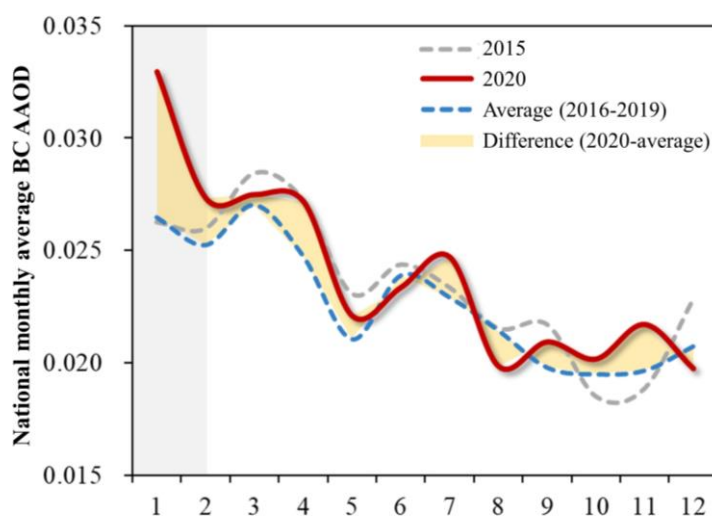 National monthly average BC AAOD
0.035
0.030
0.025
0.020
0.015
2015
2020
Average (2016-2019)
Difference (2020-average)
1 2 3 4 5 6 7 8 9 10 11 12